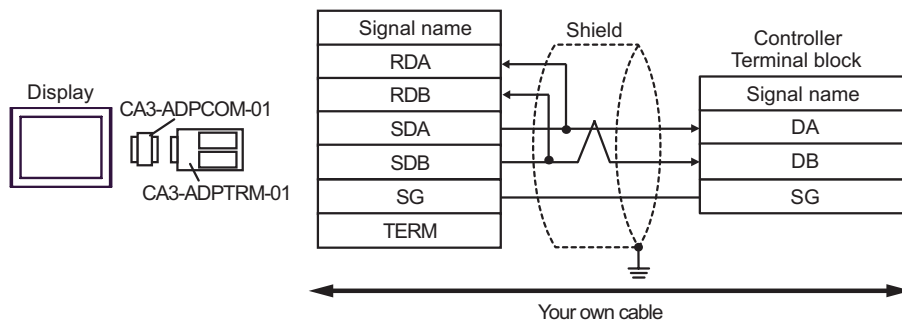 Display
CA3-ADPCOM-01
CA3-ADPTRM-01
Signal name
RDA
RDB
SDA
SDB
SG
TERM
Shield
Controller
Terminal block
Signal name
DA
DB
SG
Your own cable